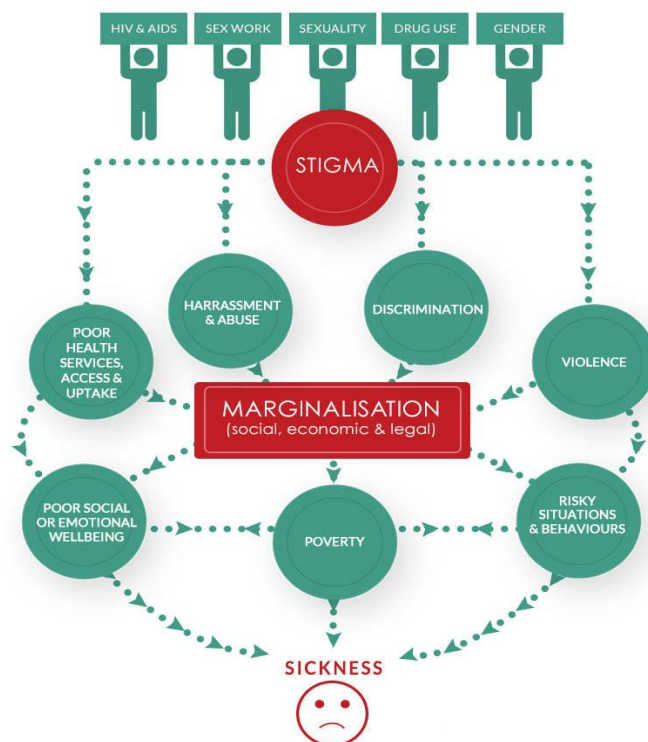 HIV & AIDS
SEX WORK
SEXUALITY
DRUG USE
GENDER
STIGMA
HARRASSMENT
& ABUSE
DISCRIMINATION
POOR
HEALTH
SERVICES,
ACCESS &
UPTAKE
VIOLENCE
MARGINALISATION
(social, economic & legal)
POOR SOCIAL
OR EMOTIONAL
WELLBEING
POVERTY
RISKY
SITUATIONS
& BEHAVIOURS
SICKNESS